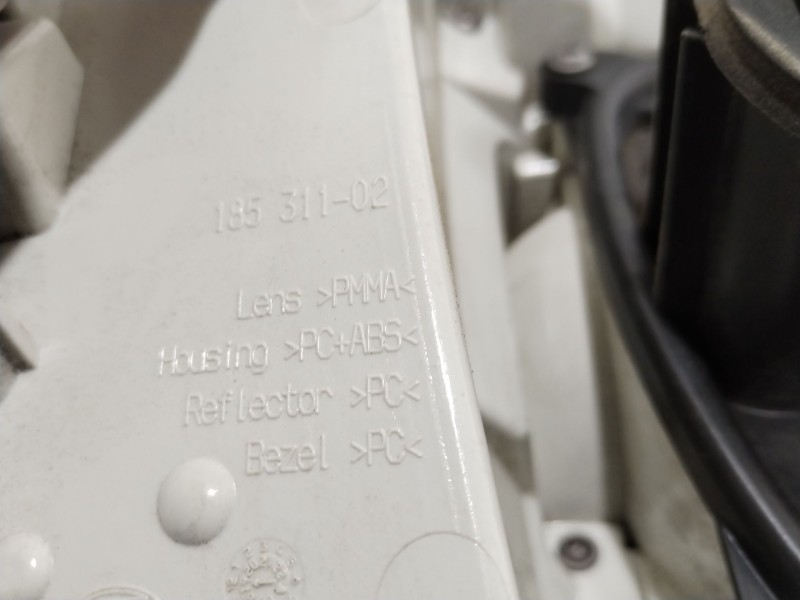 185 311-02
Lens >PMMA<
Housing >PC+ABS<
Reflector >PC<
Bezel >PC<